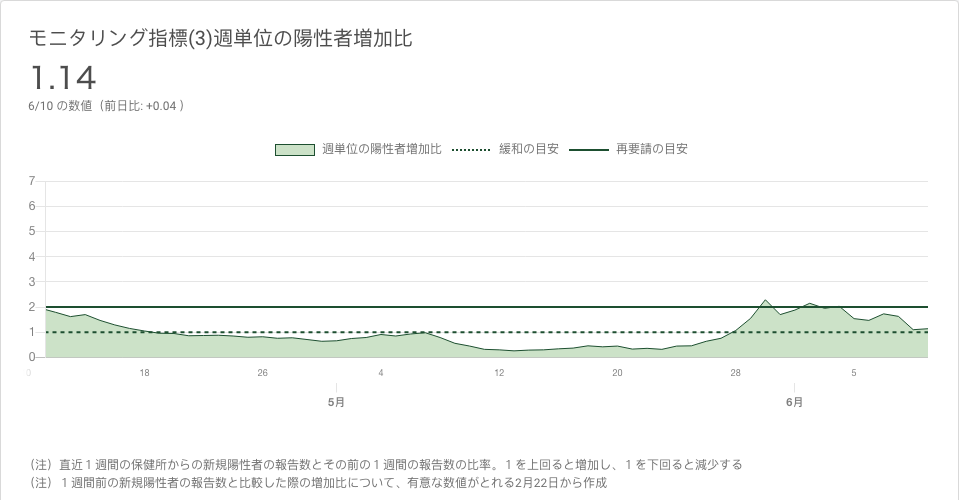 モニタリング指標(3)週単位の陽性者増加比
1.14
6/10 の数値（前日比: +0.04 ）
週単位の陽性者増加比 緩和の目安 再要請の目安
7
6
5
4
3
2
1
0
0 18 26 4 12 20 28 5
5月 6月
（注）直近１週間の保健所からの新規陽性者の報告数とその前の１週間の報告数の比率。１を上回ると増加し、１を下回ると減少する
（注）１週間前の新規陽性者の報告数と比較した際の増加比について、有意な数値がとれる2月22日から作成